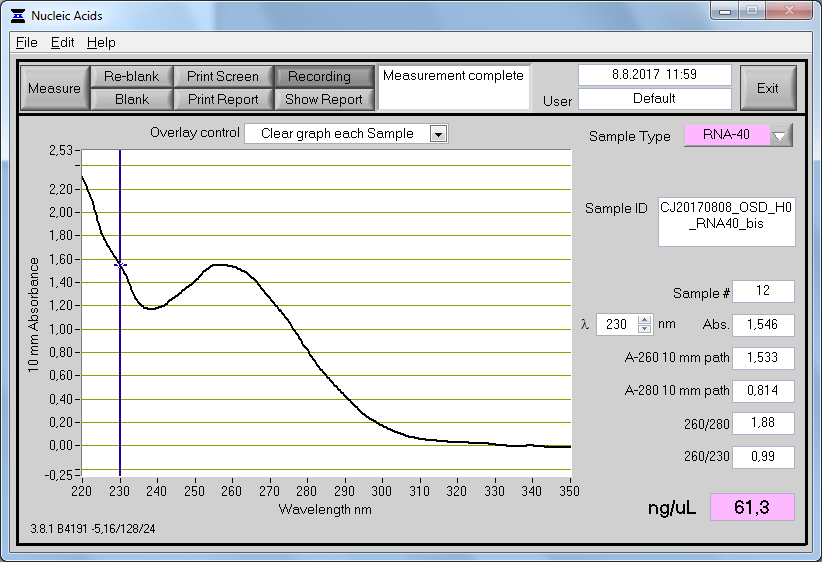 Nucleic Acids
File Edit Help
Measure
Re-blank
Print Screen
Recording
Blank
Print Report
Show Report
Measurement complete
8.8.2017 11:59
User
Default
Exit
Overlay control
Clear graph each Sample
Sample Type
RNA-40
Sample ID
CJ20170808_OSD_H0
_RNA40_bis
Sample # 12
λ 230 nm Abs. 1,546
A-260 10 mm path 1,533
A-280 10 mm path 0,814
260/280 1,88
260/230 0,99
ng/uL 61,3
10 mm Absorbance
2,53
2,20
2,00
1,80
1,60
1,40
1,20
1,00
0,80
0,60
0,40
0,20
0,00
-0,25
220 230 240 250 260 270 280 290 300 310 320 330 340 350
Wavelength nm
3.8.1 B4191 -5,16/128/24